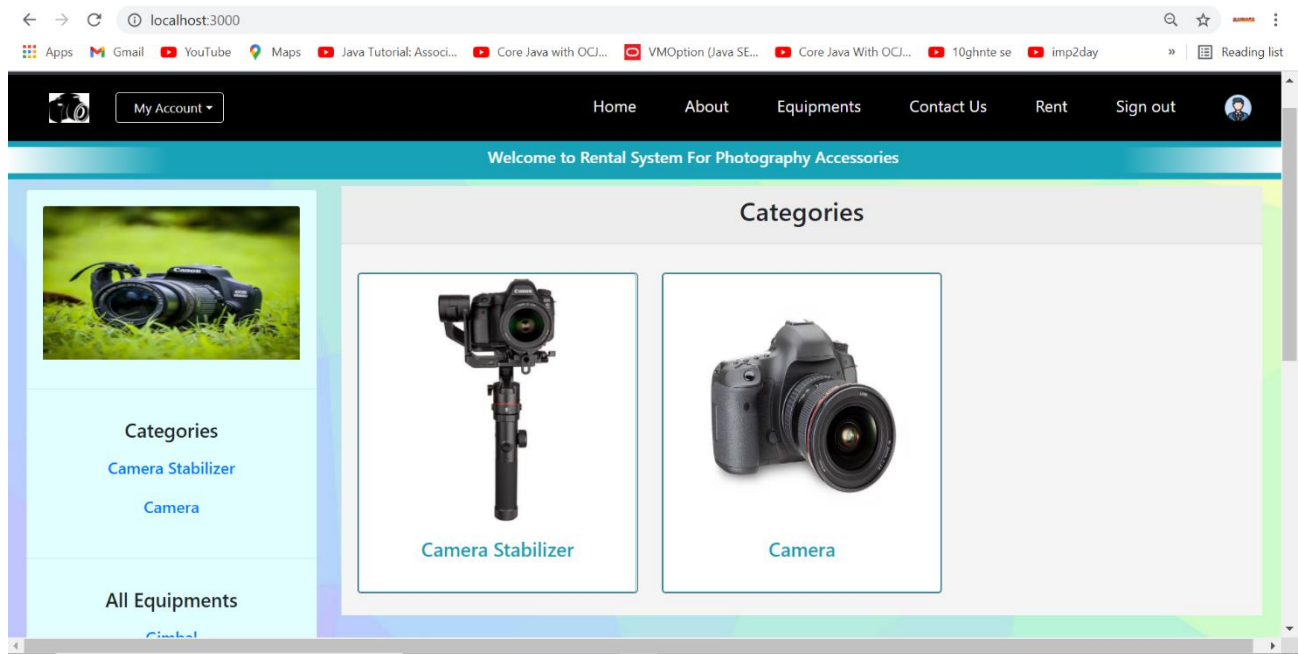 localhost:3000
Apps Gmail YouTube Maps Java Tutorial: Associ... Core Java with OCJ... VMOption (Java SE... Core Java With OCJ... 10ghnte se imp2day » Reading list
My Account Home About Equipments Contact Us Rent Sign out
Welcome to Rental System For Photography Accessories
Categories
Camera Stabilizer
Camera
All Equipments
Gimbal
Categories
Canon
Camera Stabilizer Camera